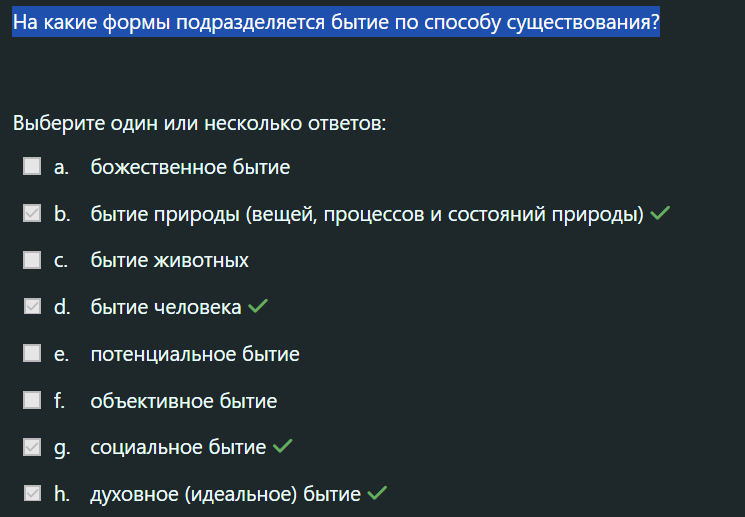 На какие формы подразделяется бытие по способу существования?
Выберите один или несколько ответов:
a. божественное бытие
b. бытие природы (вещей, процессов и состояний природы)
c. бытие животных
d. бытие человека
e. потенциальное бытие
f. объективное бытие
g. социальное бытие
h. духовное (идеальное) бытие